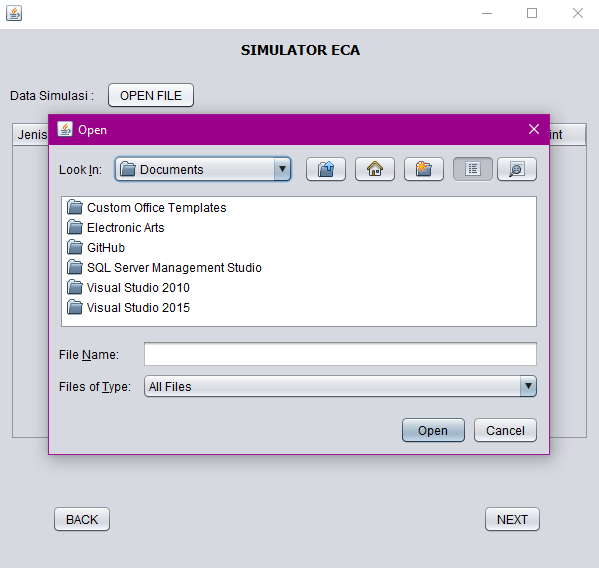 SIMULATOR ECA
Data Simulasi : OPEN FILE
Jenis int
Open
Look In: Documents
Custom Office Templates
Electronic Arts
GitHub
SQL Server Management Studio
Visual Studio 2010
Visual Studio 2015
File Name:
Files of Type: All Files
Open Cancel
BACK NEXT